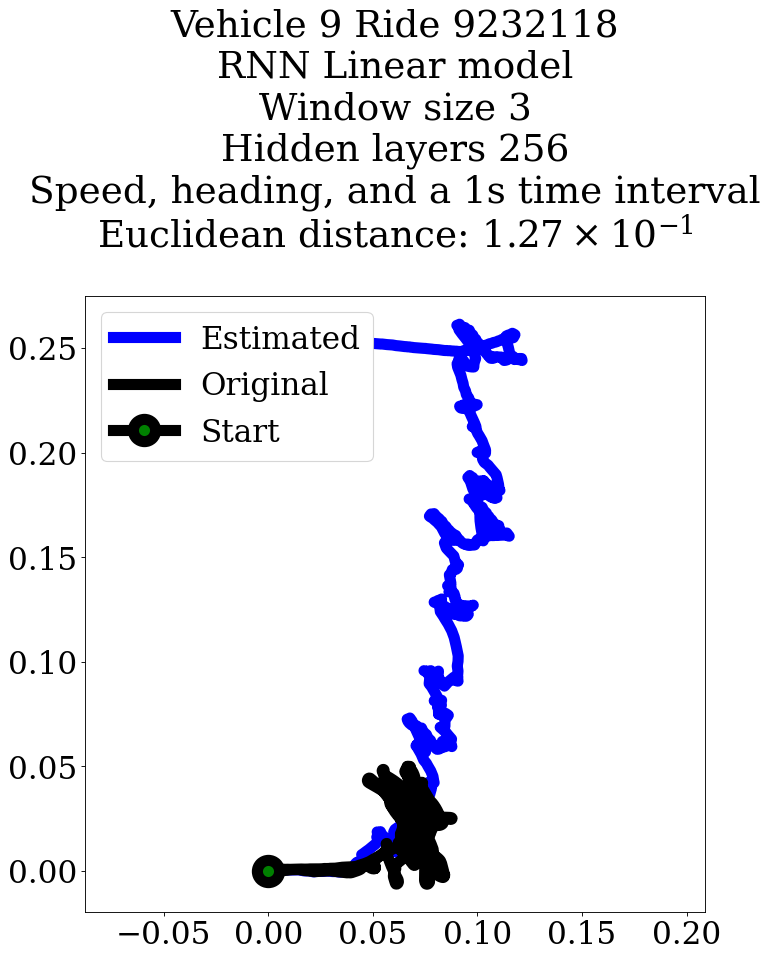 Vehicle 9 Ride 9232118
RNN Linear model
Window size 3
Hidden layers 256
Speed, heading, and a 1s time interval
Euclidean distance: 1.27 × 10⁻¹
Estimated
Original
Start
0.25
0.20
0.15
0.10
0.05
0.00
−0.05 0.00 0.05 0.10 0.15 0.20